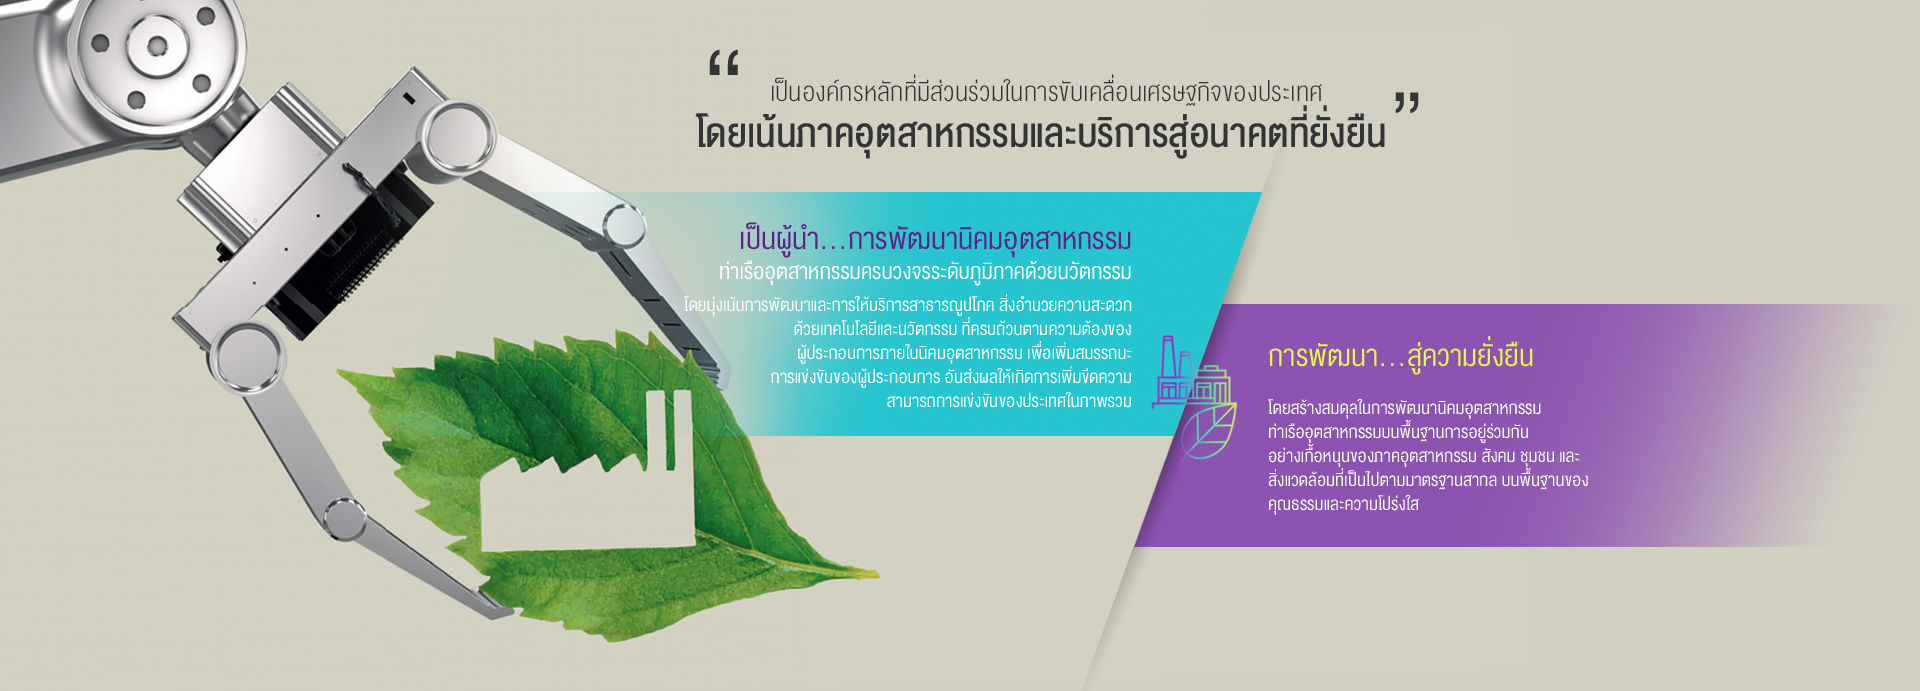 “
เป็นองค์กรหลักที่มีส่วนร่วมในการขับเคลื่อนเศรษฐกิจของประเทศ
โดยเน้นภาคอุตสาหกรรมและบริการสู่อนาคตที่ยั่งยืน ”
เป็นผู้นำ...การพัฒนานิคมอุตสาหกรรม
ท่าเรืออุตสาหกรรมครบวงจรระดับภูมิภาคด้วยนวัตกรรม
โดยมุ่งเน้นการพัฒนาและการให้บริการสาธารณูปโภค สิ่งอำนวยความสะดวก
ด้วยเทคโนโลยีและนวัตกรรม ที่ครบถ้วนตามความต้องของ
ผู้ประกอบการภายในนิคมอุตสาหกรรม เพื่อเพิ่มสมรรถนะ
การแข่งขันของผู้ประกอบการ อันส่งผลให้เกิดการเพิ่มขีดความ
สามารถการแข่งขันของประเทศในภาพรวม
การพัฒนา...สู่ความยั่งยืน
โดยสร้างสมดุลในการพัฒนานิคมอุตสาหกรรม
ท่าเรืออุตสาหกรรมบนพื้นฐานการอยู่ร่วมกัน
อย่างเกื้อหนุนของภาคอุตสาหกรรม สังคม ชุมชน และ
สิ่งแวดล้อมที่เป็นไปตามมาตรฐานสากล บนพื้นฐานของ
คุณธรรมและความโปร่งใส